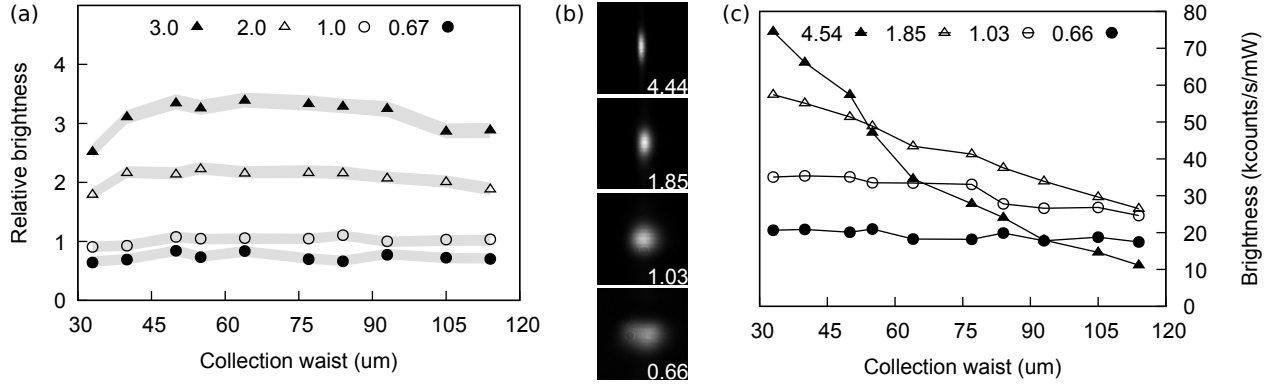 (a)
3.0 2.0 1.0 0.67
Relative brightness
4
3
2
1
0
30 45 60 75 90 105 120
Collection waist (um)
(b)
4.44
1.85
1.03
0.66
(c)
4.54 1.85 1.03 0.66
80
70
60
50
40
30
20
10
0
Brightness (kcounts/s/mW)
30 45 60 75 90 105 120
Collection waist (um)